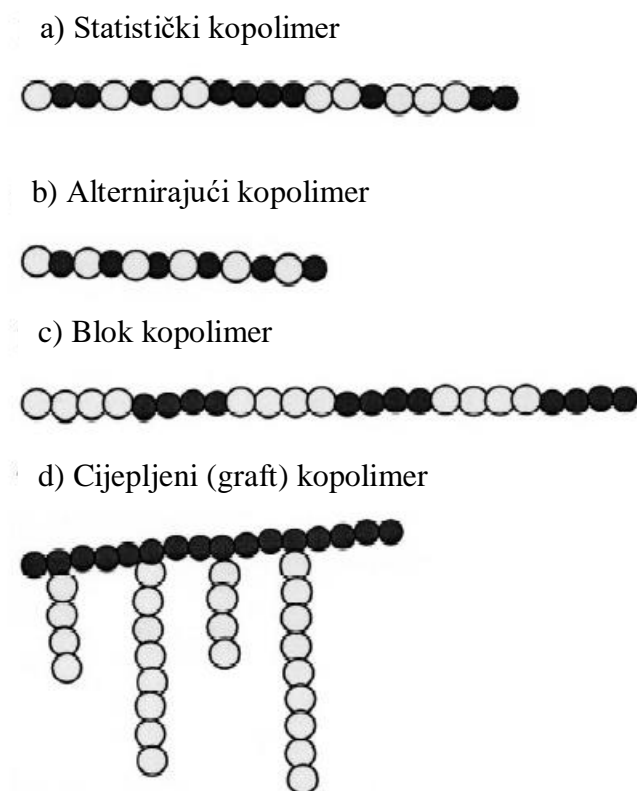 a) Statistički kopolimer
b) Alternirajući kopolimer
c) Blok kopolimer
d) Cijepljeni (graft) kopolimer